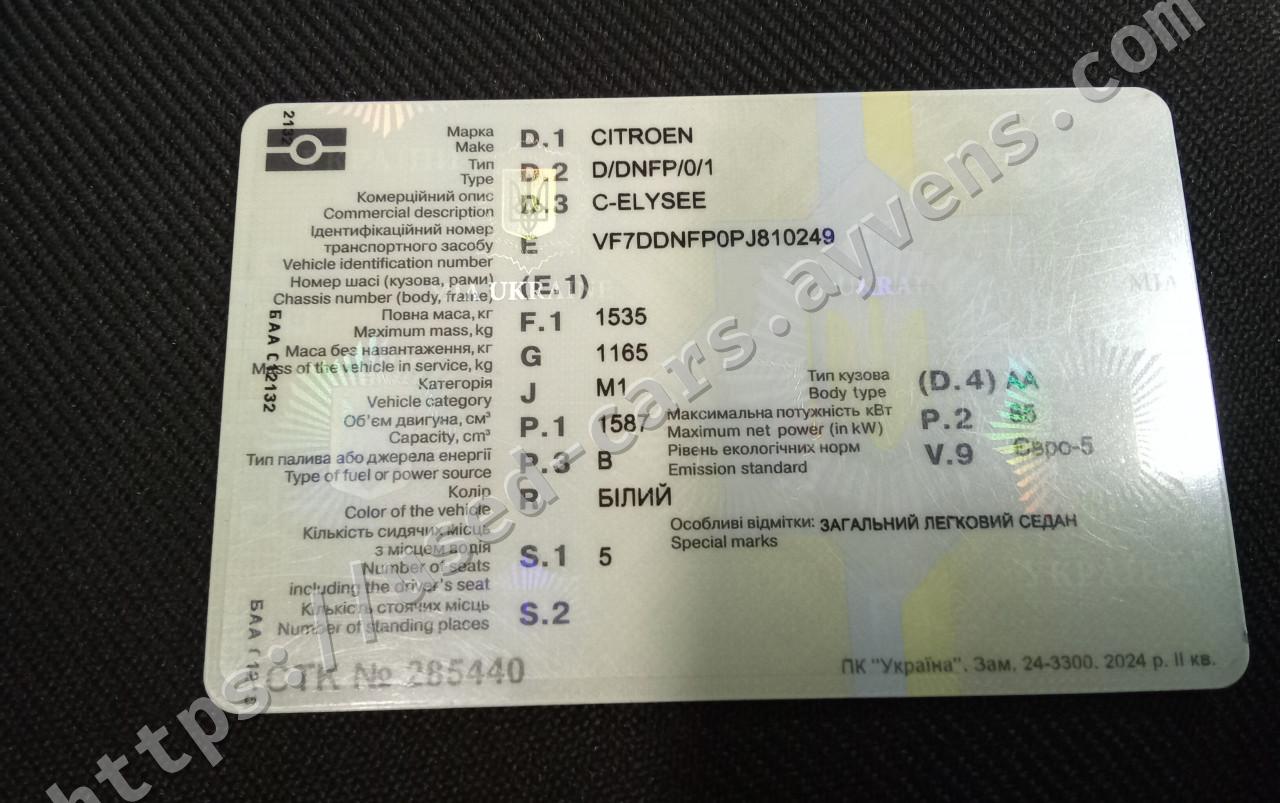 Марка
Make D.1 CITROEN
Тип
Type D.2 D/DNFP/0/1
Комерційний опис
Commercial description D.3 C-ELYSEE
Ідентифікаційний номер
транспортного засобу
Vehicle identification number E VF7DDNFP0PJ810249
Номер шасі (кузова, рами)
Chassis number (body, frame) (E.1)
UKRAINE
MIA
Повна маса, кг
Maximum mass, kg F.1 1535
Маса без навантаження, кг
Mass of the vehicle in service, kg G 1165
Категорія
Vehicle category J M1
Тип кузова
Body type (D.4) AA
Об'єм двигуна, см³
Capacity, cm³ P.1 1587
Максимальна потужність кВт
Maximum net power (in kW) P.2 85
Тип палива або джерела енергії
Type of fuel or power source P.3 B
Рівень екологічних норм
Emission standard V.9 Євро-5
Колір
Color of the vehicle R БІЛИЙ
Особливі відмітки: ЗАГАЛЬНИЙ ЛЕГКОВИЙ СЕДАН
Special marks
Кількість сидячих місць
з місцем водія
Number of seats
including the driver's seat S.1 5
Кількість стоячих місць
Number of standing places S.2
СТК № 285440
ПК "Україна". Зам. 24-3300. 2024 р. II кв.
https://used-cars.ayvens.com